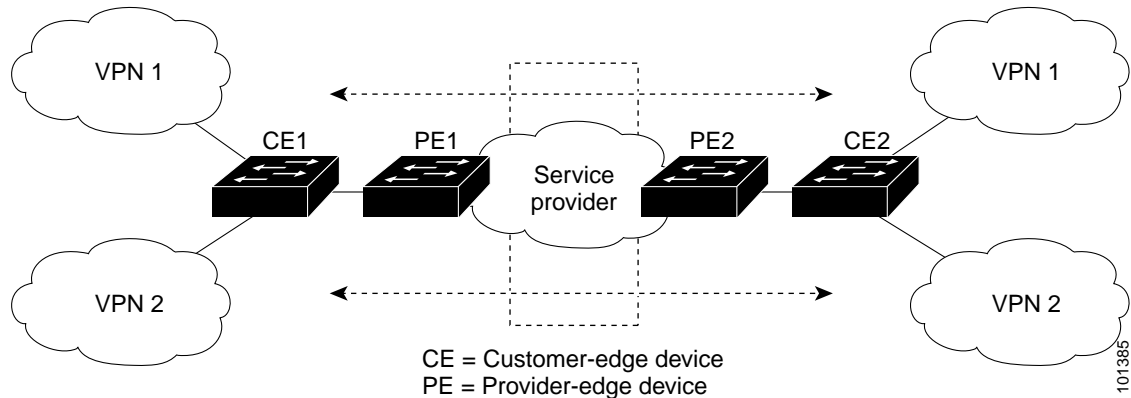 VPN 1
VPN 1
CE1
PE1
PE2
CE2
Service
provider
VPN 2
VPN 2
CE = Customer-edge device
PE = Provider-edge device
101385